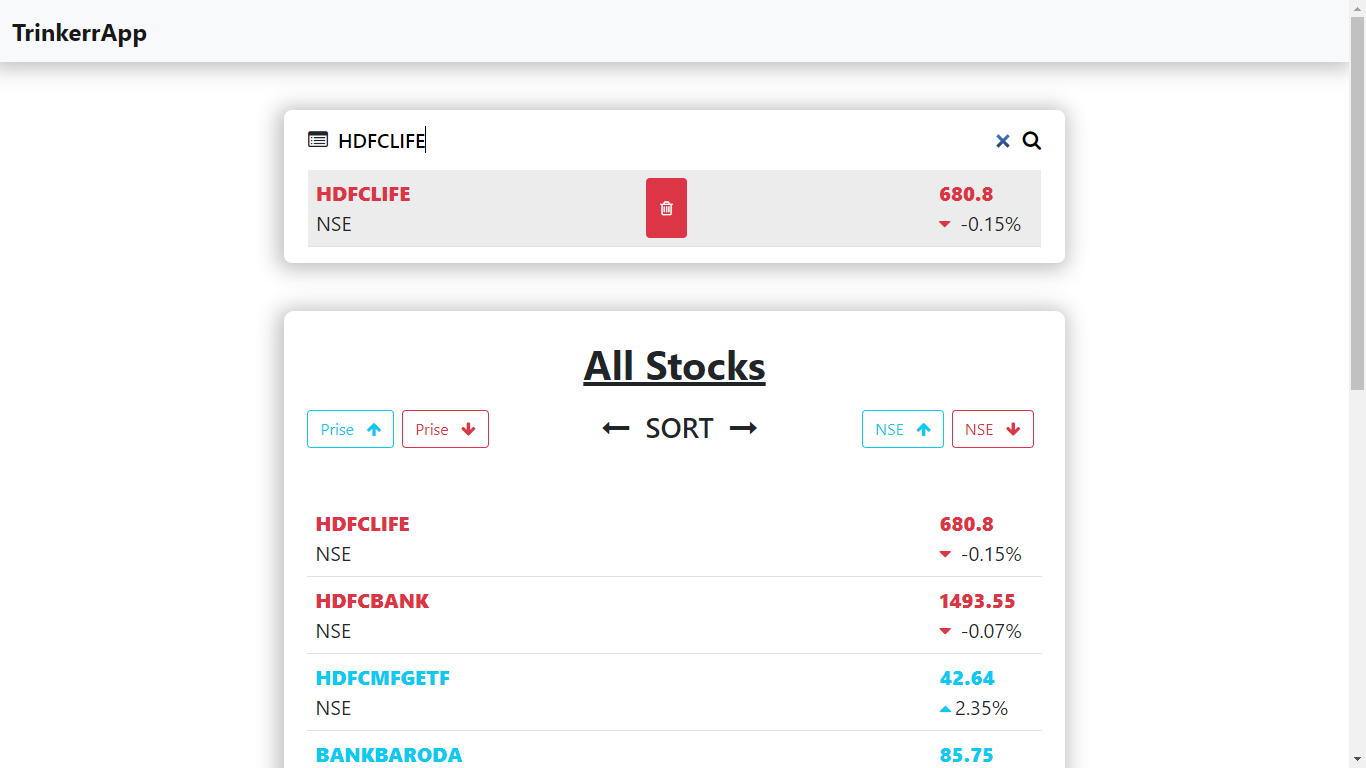 TrinkerrApp
HDFCLIFE
HDFCLIFE 680.8
NSE -0.15%
All Stocks
Prise Prise SORT NSE NSE
HDFCLIFE 680.8
NSE -0.15%
HDFCBANK 1493.55
NSE -0.07%
HDFCMFGETF 42.64
NSE 2.35%
BANKBARODA 85.75